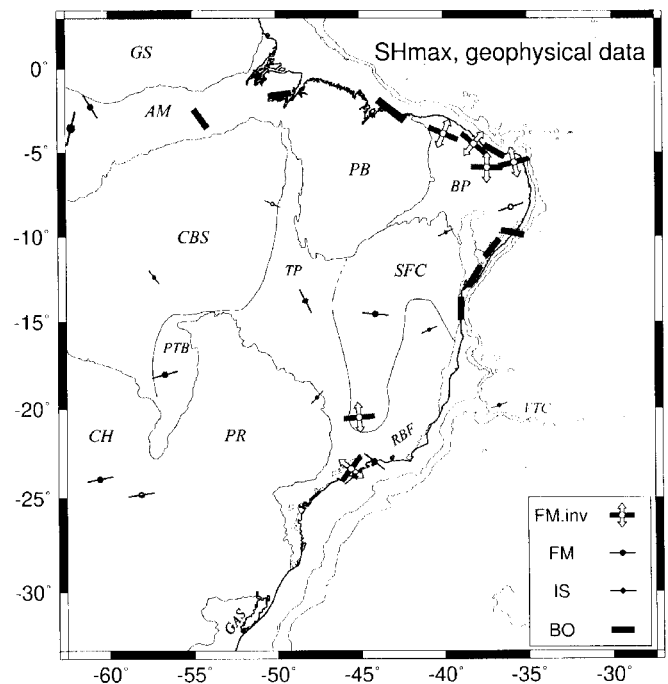 SHmax, geophysical data
GS
0°
AM
-5°
PB
BP
-10°
CBS
TP
SFC
-15°
PTB
-20°
VTC
CH
PR
RBF
-25°
FM.inv
FM
-30°
IS
GAS
BO
-60° -55° -50° -45° -40° -35° -30°